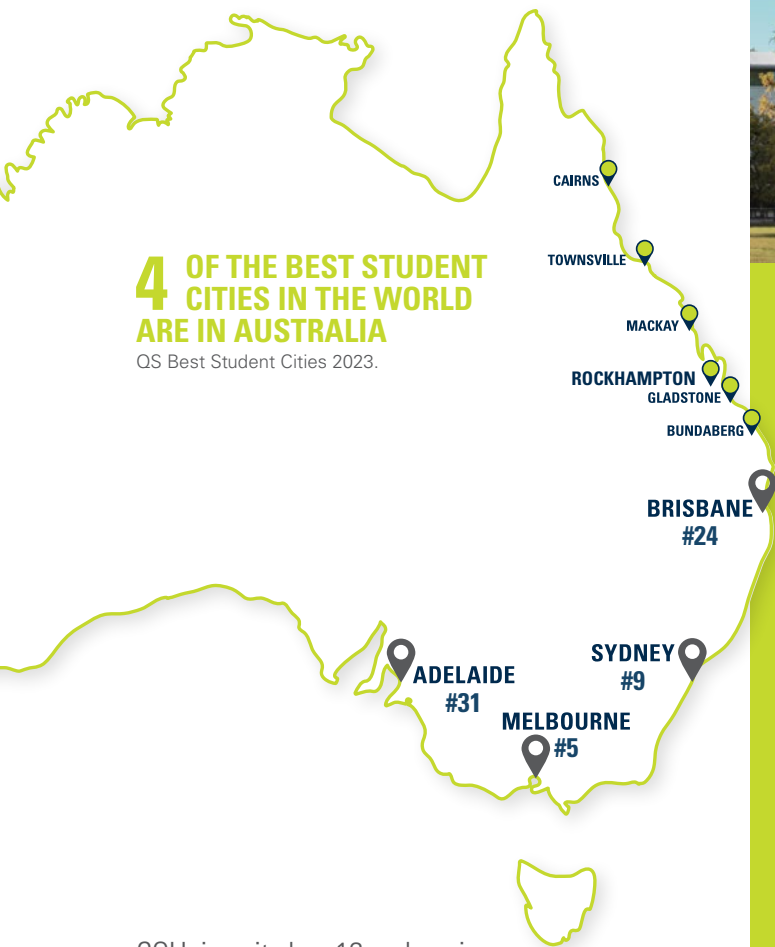 CAIRNS
TOWNSVILLE
4 OF THE BEST STUDENT
CITIES IN THE WORLD
ARE IN AUSTRALIA
QS Best Student Cities 2023.
MACKAY
ROCKHAMPTON
GLADSTONE
BUNDABERG
BRISBANE
#24
SYDNEY
#9
ADELAIDE
#31
MELBOURNE
#5